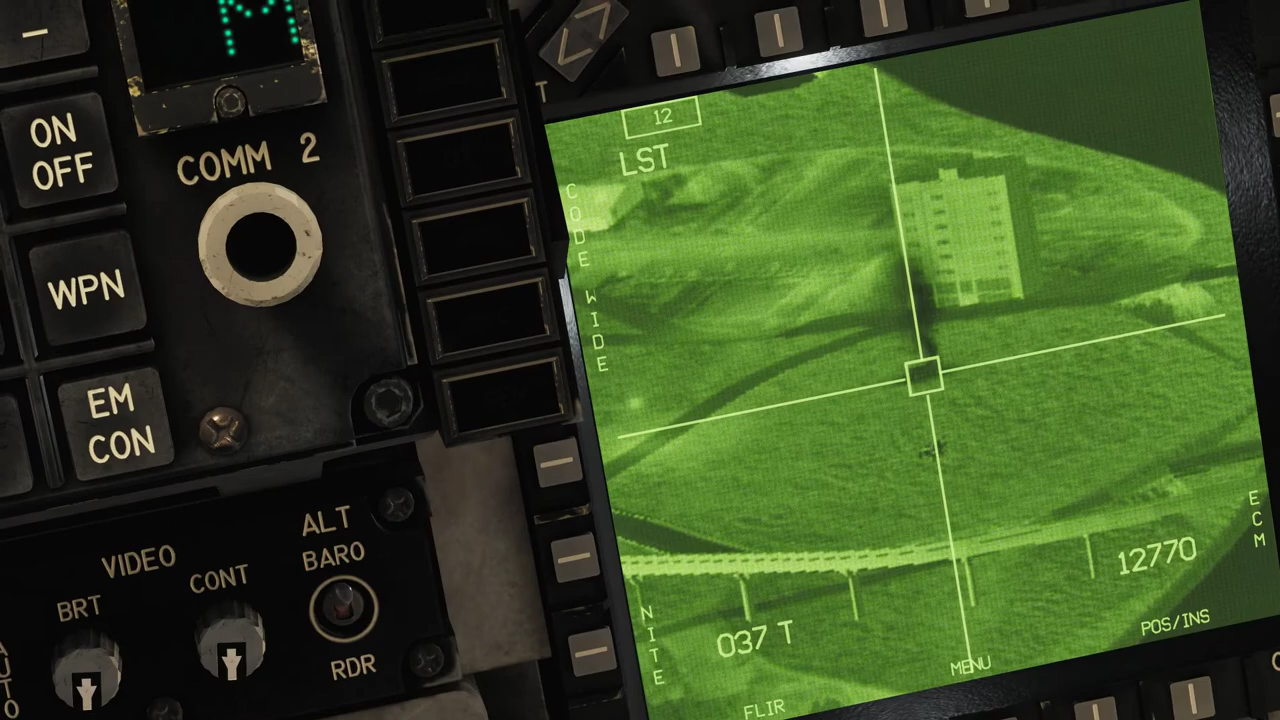 M
ON
OFF
COMM 2
WPN
EM
CON
ALT
VIDEO
BARO
BRT
CONT
RDR
AUTO
T
12
LST
CODE WIDE
ECM
12770
NITE
037 T
POS/INS
MENU
FLIR